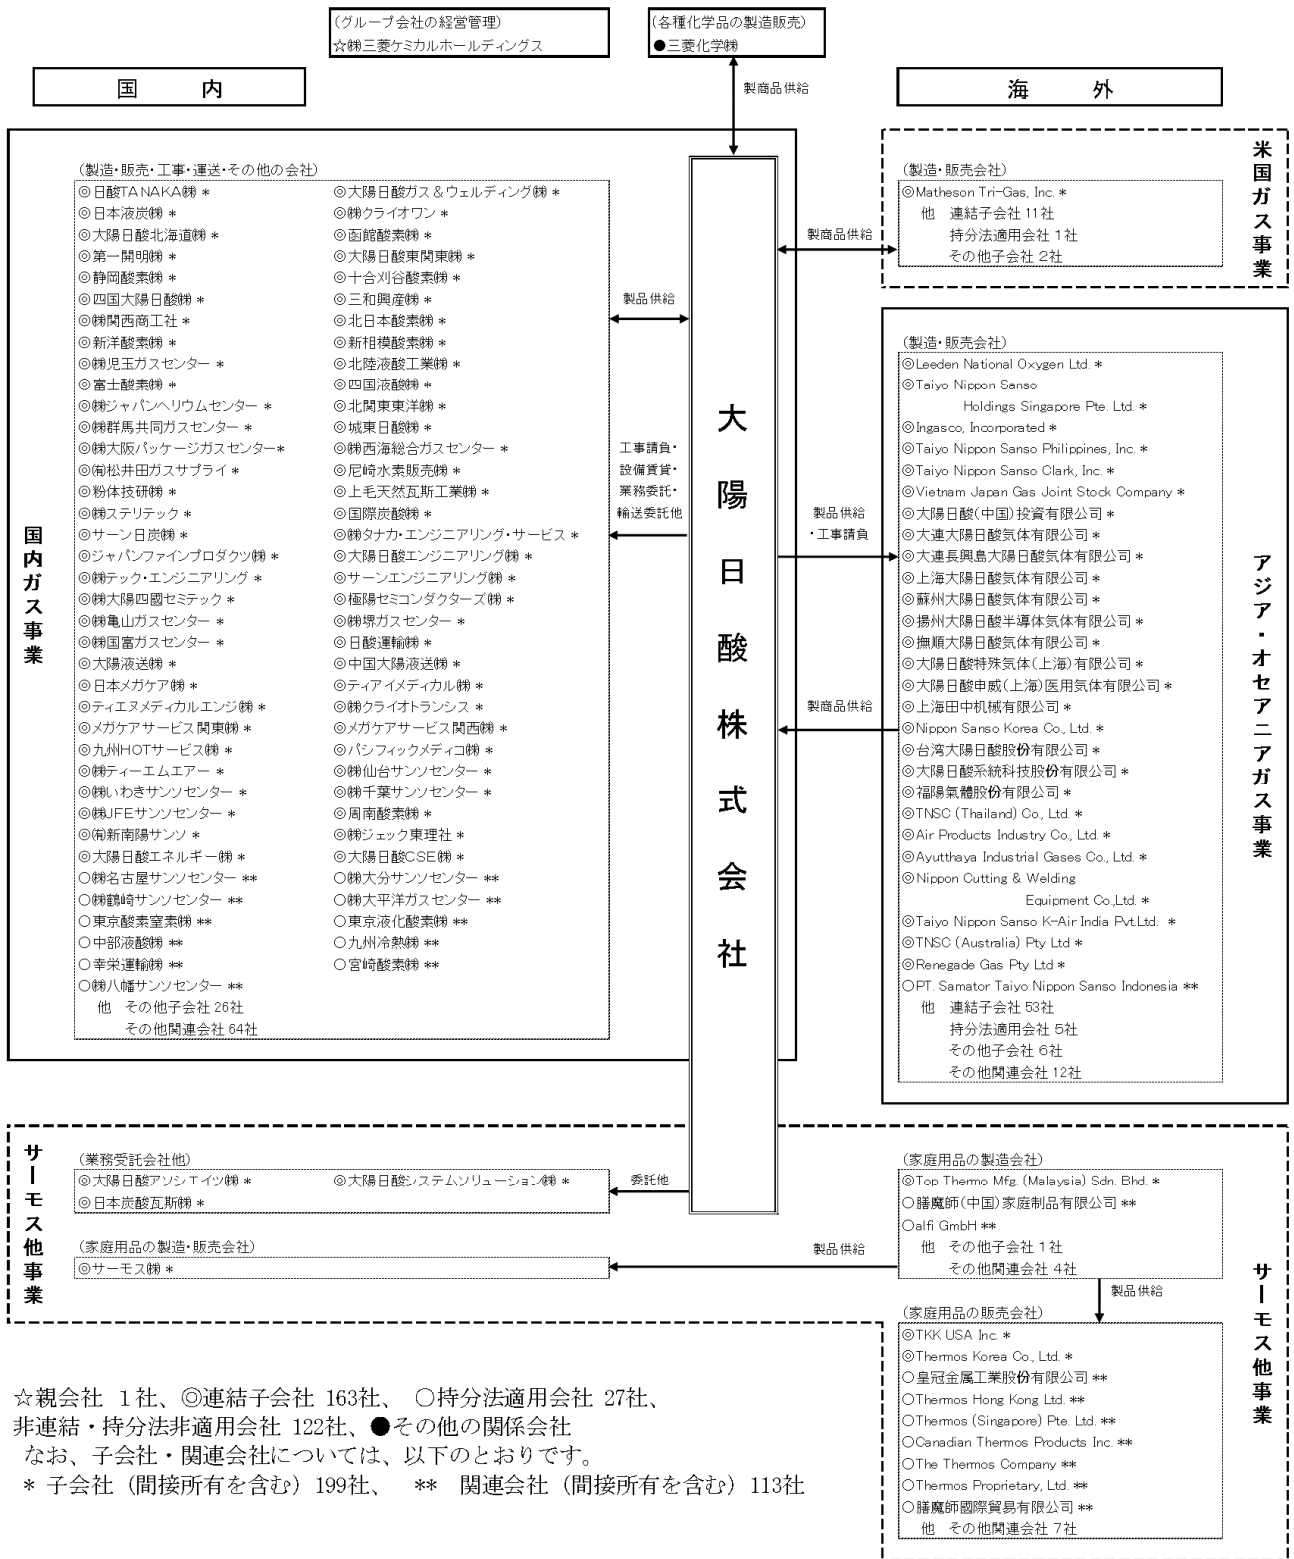 (グループ会社の経営管理)
☆㈱三菱ケミカルホールディングス
(各種化学品の製造販売)
●三菱化学㈱
国　内
製商品供給
海　外
国内ガス事業
(製造・販売・工事・運送・その他の会社)
◎日酸TANAKA㈱ *
◎大陽日酸ガス＆ウェルディング㈱ *
◎日本液炭㈱ *
◎㈱クライオワン *
◎大陽日酸北海道㈱ *
◎函館酸素㈱ *
◎第一開明㈱ *
◎大陽日酸東関東㈱ *
◎静岡酸素㈱ *
◎十合刈谷酸素㈱ *
◎四国大陽日酸㈱ *
◎三和興産㈱ *
◎㈱関西商工社 *
◎北日本酸素㈱ *
◎新洋酸素㈱ *
◎新相模酸素㈱ *
◎㈱児玉ガスセンター *
◎北陸液酸工業㈱ *
◎富士酸素㈱ *
◎四国液酸㈱ *
◎㈱ジャパンヘリウムセンター *
◎北関東東洋㈱ *
◎㈱群馬共同ガスセンター *
◎城東日酸㈱ *
◎㈱大阪パッケージガスセンター*
◎㈱西海総合ガスセンター *
◎㈲松井田ガスサプライ *
◎尼崎水素販売㈱ *
◎粉体技研㈱ *
◎上毛天然瓦斯工業㈱ *
◎㈱ステリテック *
◎国際炭酸㈱ *
◎サーン日炭㈱ *
◎㈱タナカ・エンジニアリング・サービス *
◎ジャパンファインプロダクツ㈱ *
◎大陽日酸エンジニアリング㈱ *
◎㈱テック・エンジニアリング *
◎サーンエンジニアリング㈱ *
◎㈱大陽四國セミテック *
◎極陽セミコンダクターズ㈱ *
◎㈱亀山ガスセンター *
◎㈱堺ガスセンター *
◎㈱国富ガスセンター *
◎日酸運輸㈱ *
◎大陽液送㈱ *
◎中国大陽液送㈱ *
◎日本メガケア㈱ *
◎ティアイメディカル㈱ *
◎ティエヌメディカルエンジ㈱ *
◎㈱クライオトランシス *
◎メガケアサービス関東㈱ *
◎メガケアサービス関西㈱ *
◎九州HOTサービス㈱ *
◎パシフィックメディコ㈱ *
◎㈱ティーエムエアー *
◎㈱仙台サンソセンター *
◎㈱いわきサンソセンター *
◎㈱千葉サンソセンター *
◎㈱JFEサンソセンター *
◎周南酸素㈱ *
◎㈲新南陽サンソ *
◎㈱ジェック東理社 *
◎大陽日酸エネルギー㈱ *
◎大陽日酸CSE㈱ *
○㈱名古屋サンソセンター **
○㈱大分サンソセンター **
○㈱鶴崎サンソセンター **
○㈱大平洋ガスセンター **
○東京酸素窒素㈱ **
○東京液化酸素㈱ **
○中部液酸㈱ **
○九州冷熱㈱ **
○幸栄運輸㈱ **
○宮崎酸素㈱ **
○㈱八幡サンソセンター **
他　その他子会社 26社
その他関連会社 64社
製品供給
工事請負・
設備賃貸・
業務委託・
輸送委託他
大陽日酸株式会社
製商品供給
製品供給
・工事請負
製商品供給
米国ガス事業
(製造・販売会社)
◎Matheson Tri-Gas, Inc. *
他　連結子会社 11社
持分法適用会社 1社
その他子会社 2社
アジア・オセアニアガス事業
(製造・販売会社)
◎Leeden National Oxygen Ltd. *
◎Taiyo Nippon Sanso
Holdings Singapore Pte. Ltd. *
◎Ingasco, Incorporated *
◎Taiyo Nippon Sanso Philippines, Inc. *
◎Taiyo Nippon Sanso Clark, Inc. *
◎Vietnam Japan Gas Joint Stock Company *
◎大陽日酸(中国)投資有限公司 *
◎大連大陽日酸気体有限公司 *
◎大連長興島大陽日酸気体有限公司 *
◎上海大陽日酸気体有限公司 *
◎蘇州大陽日酸気体有限公司 *
◎揚州大陽日酸半導体気体有限公司 *
◎撫順大陽日酸気体有限公司 *
◎大陽日酸特殊気体(上海)有限公司 *
◎大陽日酸申威(上海)医用気体有限公司 *
◎上海田中机械有限公司 *
◎Nippon Sanso Korea Co., Ltd. *
◎台湾大陽日酸股份有限公司 *
◎大陽日酸系統科技股份有限公司 *
◎福陽氣體股份有限公司 *
◎TNSC (Thailand) Co., Ltd. *
◎Air Products Industry Co., Ltd. *
◎Ayutthaya Industrial Gases Co., Ltd. *
◎Nippon Cutting & Welding
Equipment Co.,Ltd. *
◎Taiyo Nippon Sanso K-Air India Pvt.Ltd. *
◎TNSC (Australia) Pty Ltd *
◎Renegade Gas Pty Ltd *
○PT. Samator Taiyo Nippon Sanso Indonesia **
他　連結子会社 53社
持分法適用会社 5社
その他子会社 6社
その他関連会社 12社
サーモス他事業
(業務受託会社他)
◎大陽日酸アソシエイツ㈱ *
◎大陽日酸システムソリューション㈱ *
◎日本炭酸瓦斯㈱ *
委託他
(家庭用品の製造・販売会社)
◎サーモス㈱ *
製品供給
(家庭用品の製造会社)
◎Top Thermo Mfg. (Malaysia) Sdn. Bhd. *
○膳魔師(中国)家庭制品有限公司 **
○alfi GmbH **
他　その他子会社 1社
その他関連会社 4社
製品供給
サーモス他事業
(家庭用品の販売会社)
◎TKK USA Inc. *
◎Thermos Korea Co., Ltd. *
○皇冠金属工業股份有限公司 **
○Thermos Hong Kong Ltd. **
○Thermos (Singapore) Pte. Ltd. **
○Canadian Thermos Products Inc. **
○The Thermos Company **
○Thermos Proprietary, Ltd. **
○膳魔師國際貿易有限公司 **
他　その他関連会社 7社
☆親会社 1社、◎連結子会社 163社、 ○持分法適用会社 27社、
非連結・持分法非適用会社 122社、●その他の関係会社
なお、子会社・関連会社については、以下のとおりです。
* 子会社（間接所有を含む）199社、 ** 関連会社（間接所有を含む）113社